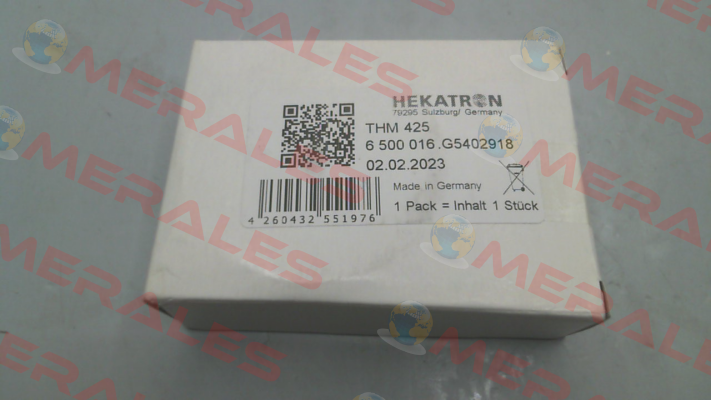 HEKATRON
79295 Sulzburg/ Germany
THM 425
6 500 016.G5402918
02.02.2023
Made in Germany
1 Pack = Inhalt 1 Stück
4 260432 551976
MERALES
MERALES
MERALES
MERALES
MERALES